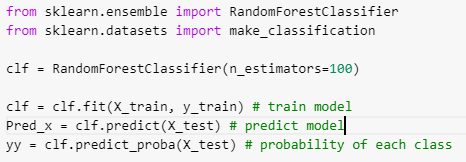 from sklearn.ensemble import RandomForestClassifier
from sklearn.datasets import make_classification
clf = RandomForestClassifier(n_estimators=100)
clf = clf.fit(X_train, y_train) # train model
Pred_x = clf.predict(X_test) # predict model
yy = clf.predict_proba(X_test) # probability of each class